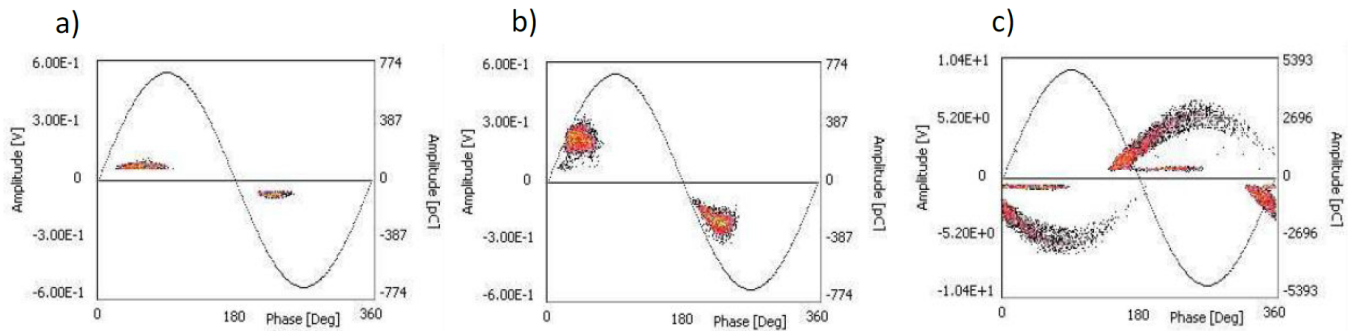 a)
6.00E-1
3.00E-1
0
-3.00E-1
-6.00E-1
Amplitude [V]
774
387
0
-387
-774
Amplitude [pC]
0
180
Phase [Deg]
360
b)
6.00E-1
3.00E-1
0
-3.00E-1
-6.00E-1
Amplitude [V]
774
387
0
-387
-774
Amplitude [pC]
0
180
Phase [Deg]
360
c)
1.04E+1
5.20E+0
0
-5.20E+0
-1.04E+1
Amplitude [V]
5393
2696
0
-2696
-5393
Amplitude [pC]
0
180
Phase [Deg]
360